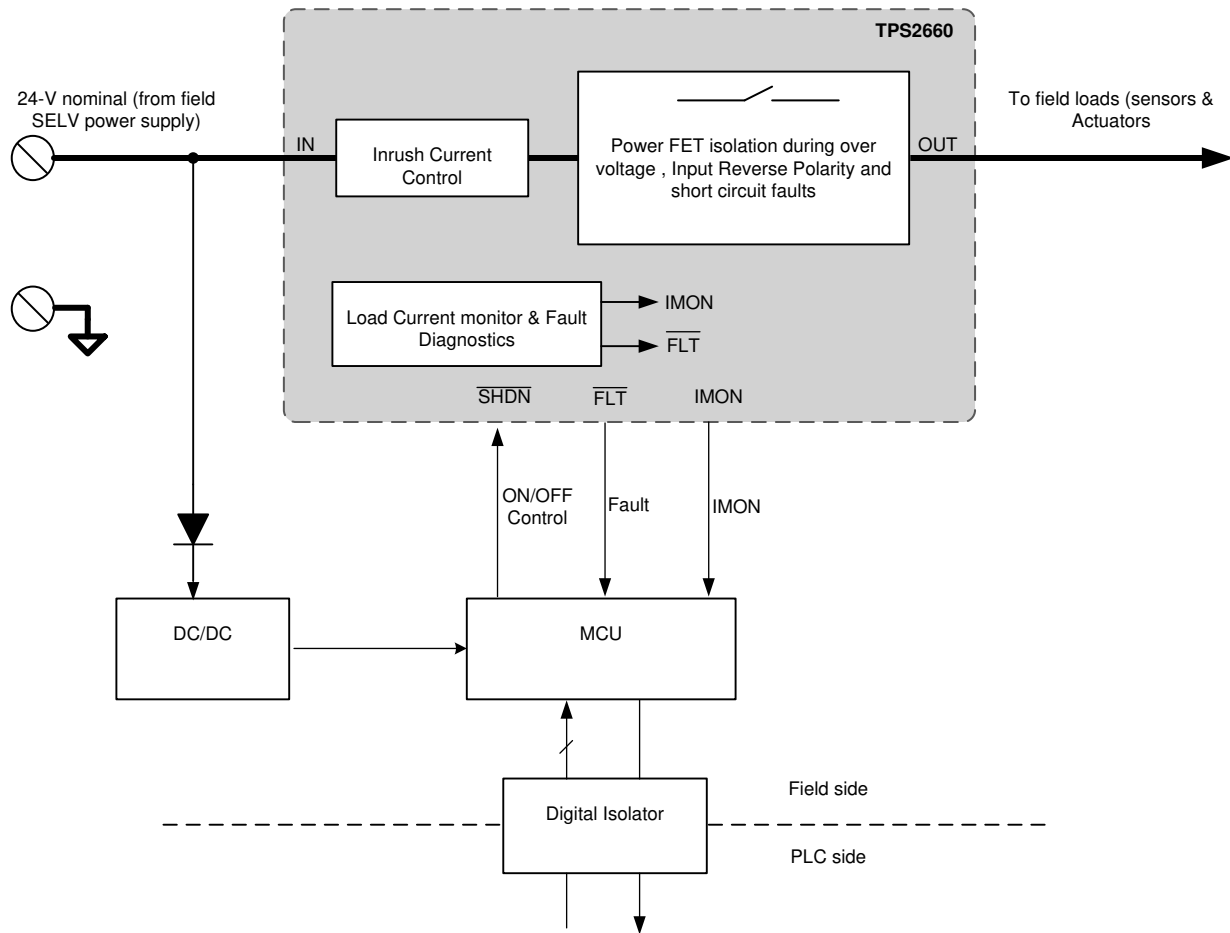 TPS2660
24-V nominal (from field
SELV power supply)
IN
Inrush Current
Control
Power FET isolation during over
voltage , Input Reverse Polarity and
short circuit faults
OUT
To field loads (sensors &
Actuators
Load Current monitor & Fault
Diagnostics
IMON
FLT
SHDN
FLT
IMON
ON/OFF
Control
Fault
IMON
DC/DC
MCU
Digital Isolator
Field side
PLC side